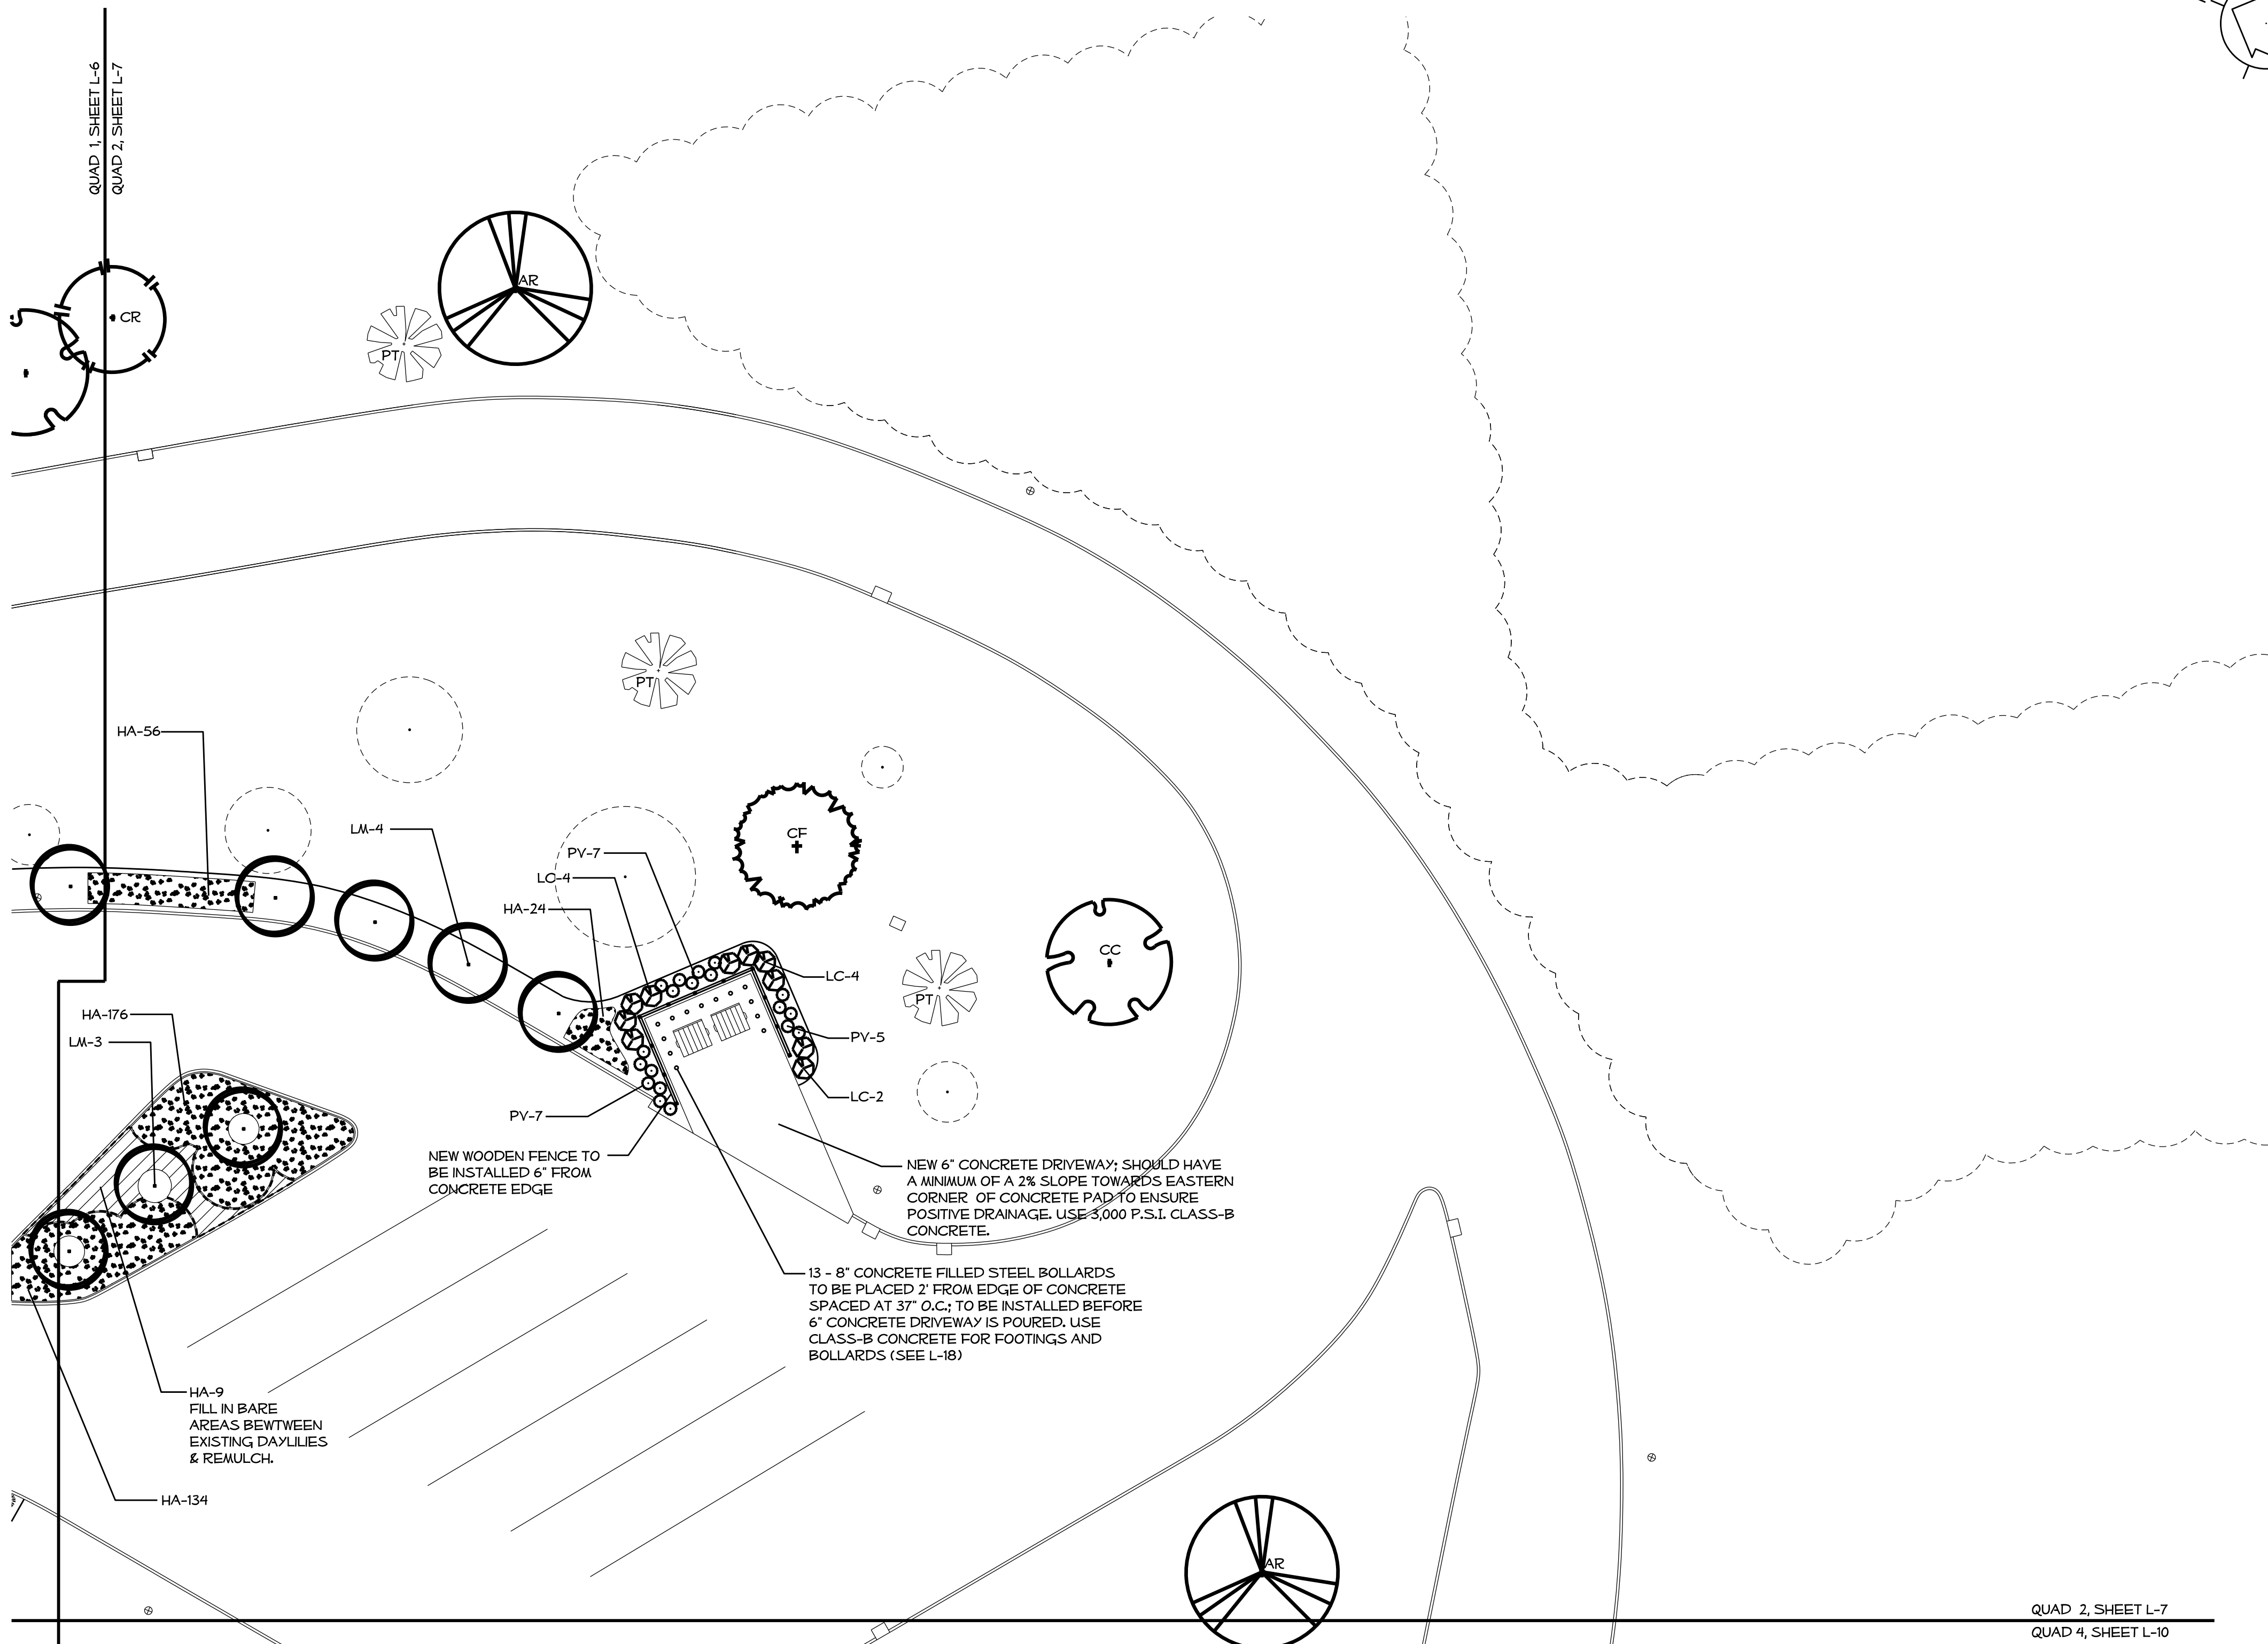 QUAD 1, SHEET L-6
QUAD 2, SHEET L-7
AR
CR
PT
PT
HA-56
LM-4
CF
PV-7
LC-4
HA-24
CC
LC-4
PT
HA-176
LM-3
PV-5
LC-2
PV-7
NEW WOODEN FENCE TO
BE INSTALLED 6" FROM
CONCRETE EDGE
NEW 6" CONCRETE DRIVEWAY; SHOULD HAVE
A MINIMUM OF A 2% SLOPE TOWARDS EASTERN
CORNER OF CONCRETE PAD TO ENSURE
POSITIVE DRAINAGE. USE 3,000 P.S.I. CLASS-B
CONCRETE.
13 - 8" CONCRETE FILLED STEEL BOLLARDS
TO BE PLACED 2' FROM EDGE OF CONCRETE
SPACED AT 37" O.C.; TO BE INSTALLED BEFORE
6" CONCRETE DRIVEWAY IS POURED. USE
CLASS-B CONCRETE FOR FOOTINGS AND
BOLLARDS (SEE L-18)
HA-9
FILL IN BARE
AREAS BEWTWEEN
EXISTING DAYLILIES
& REMULCH.
HA-134
AR
QUAD 2, SHEET L-7
QUAD 4, SHEET L-10